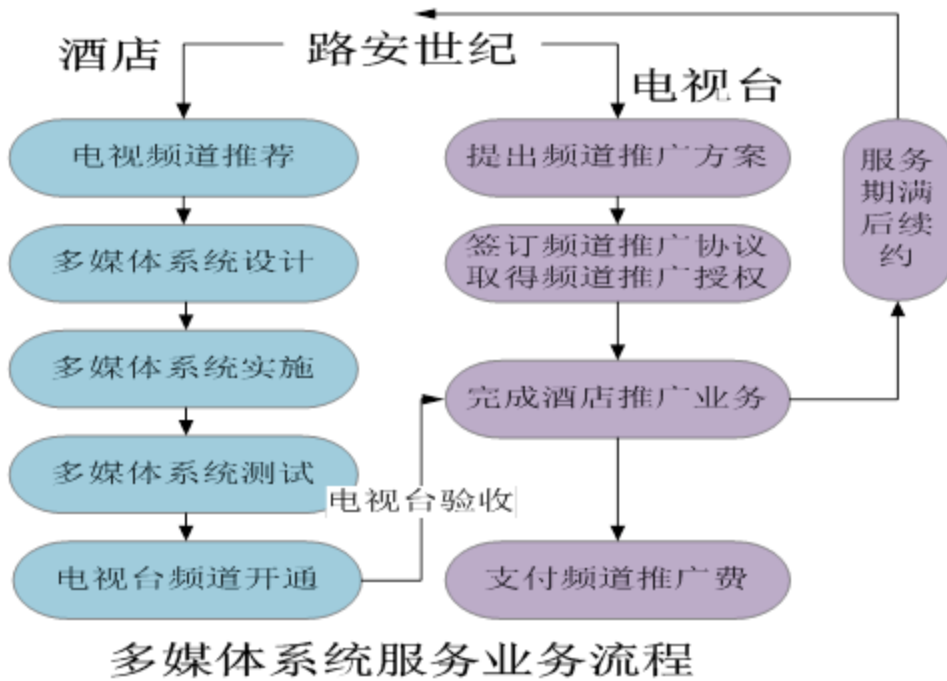 路安世纪
酒店
电视台
电视频道推荐
多媒体系统设计
多媒体系统实施
多媒体系统测试
电视台频道开通
电视台验收
提出频道推广方案
签订频道推广协议
取得频道推广授权
完成酒店推广业务
支付频道推广费
服务
期满
后续
约
多媒体系统服务业务流程